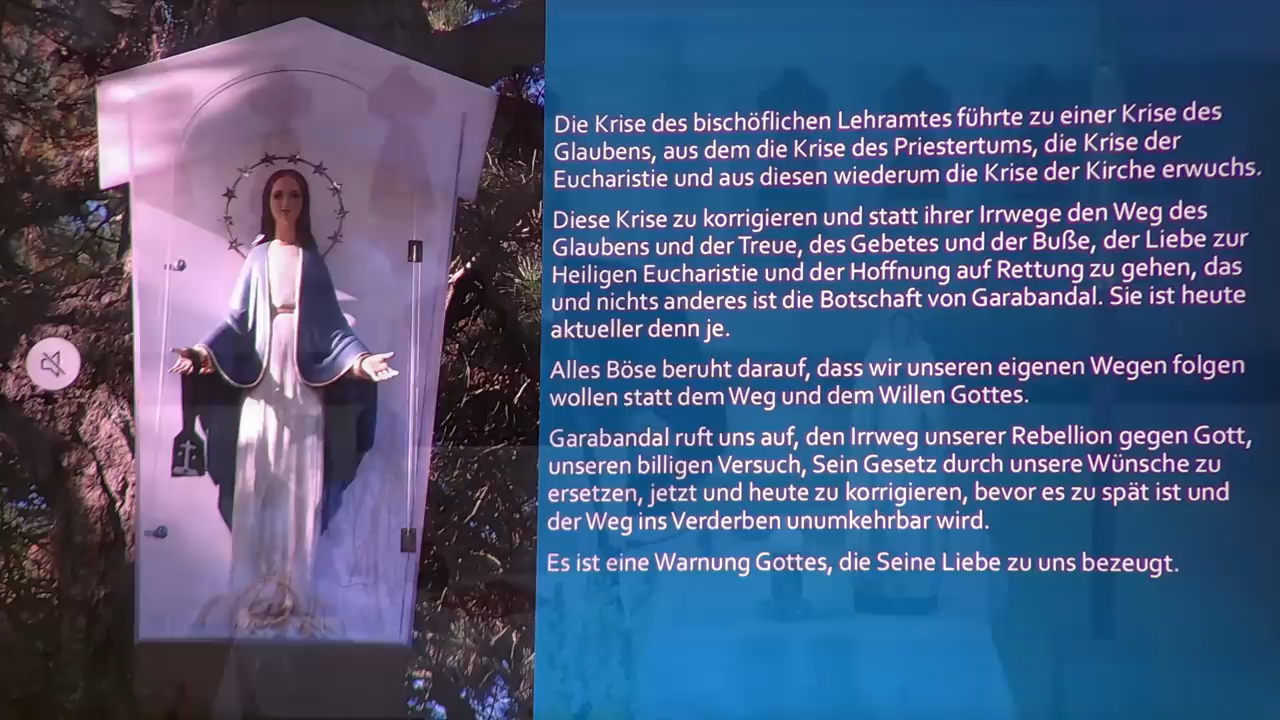 Die Krise des bischöflichen Lehramtes führte zu einer Krise des
Glaubens, aus dem die Krise des Priestertums, die Krise der
Eucharistie und aus diesen wiederum die Krise der Kirche erwuchs.
Diese Krise zu korrigieren und statt ihrer Irrwege den Weg des
Glaubens und der Treue, des Gebetes und der Buße, der Liebe zur
Heiligen Eucharistie und der Hoffnung auf Rettung zu gehen, das
und nichts anderes ist die Botschaft von Garabandal. Sie ist heute
aktueller denn je.
Alles Böse beruht darauf, dass wir unseren eigenen Wegen folgen
wollen statt dem Weg und dem Willen Gottes.
Garabandal ruft uns auf, den Irrweg unserer Rebellion gegen Gott,
unseren billigen Versuch, Sein Gesetz durch unsere Wünsche zu
ersetzen, jetzt und heute zu korrigieren, bevor es zu spät ist und
der Weg ins Verderben unumkehrbar wird.
Es ist eine Warnung Gottes, die Seine Liebe zu uns bezeugt.